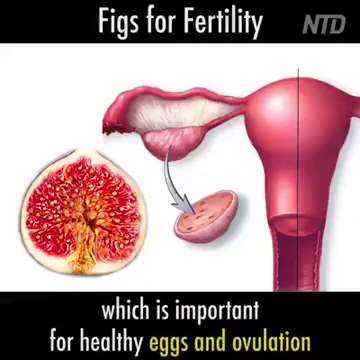 Figs for Fertility
NTD
which is important
for healthy eggs and ovulation